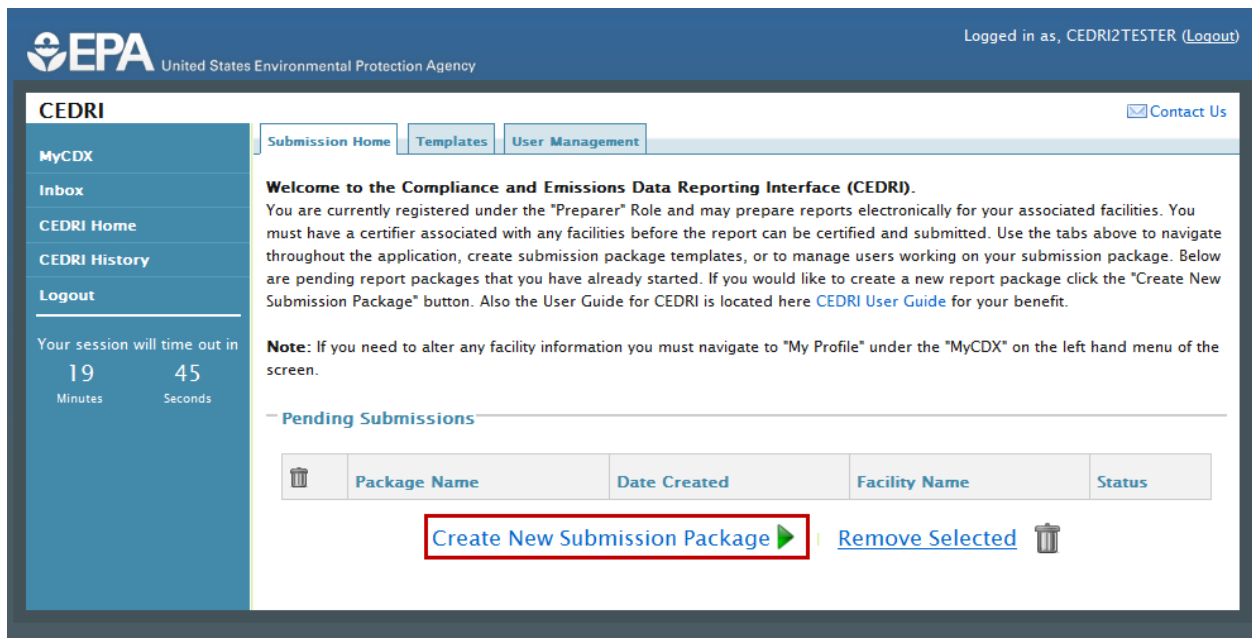 Logged in as, CEDRI2TESTER (Logout)
EPA United States Environmental Protection Agency
CEDRI
Contact Us
MyCDX
Inbox
CEDRI Home
CEDRI History
Logout
Your session will time out in
19 45
Minutes Seconds
Submission Home Templates User Management
Welcome to the Compliance and Emissions Data Reporting Interface (CEDRI).
You are currently registered under the "Preparer" Role and may prepare reports electronically for your associated facilities. You
must have a certifier associated with any facilities before the report can be certified and submitted. Use the tabs above to navigate
throughout the application, create submission package templates, or to manage users working on your submission package. Below
are pending report packages that you have already started. If you would like to create a new report package click the "Create New
Submission Package" button. Also the User Guide for CEDRI is located here CEDRI User Guide for your benefit.
Note: If you need to alter any facility information you must navigate to "My Profile" under the "MyCDX" on the left hand menu of the
screen.
Pending Submissions
Package Name Date Created Facility Name Status
Create New Submission Package Remove Selected